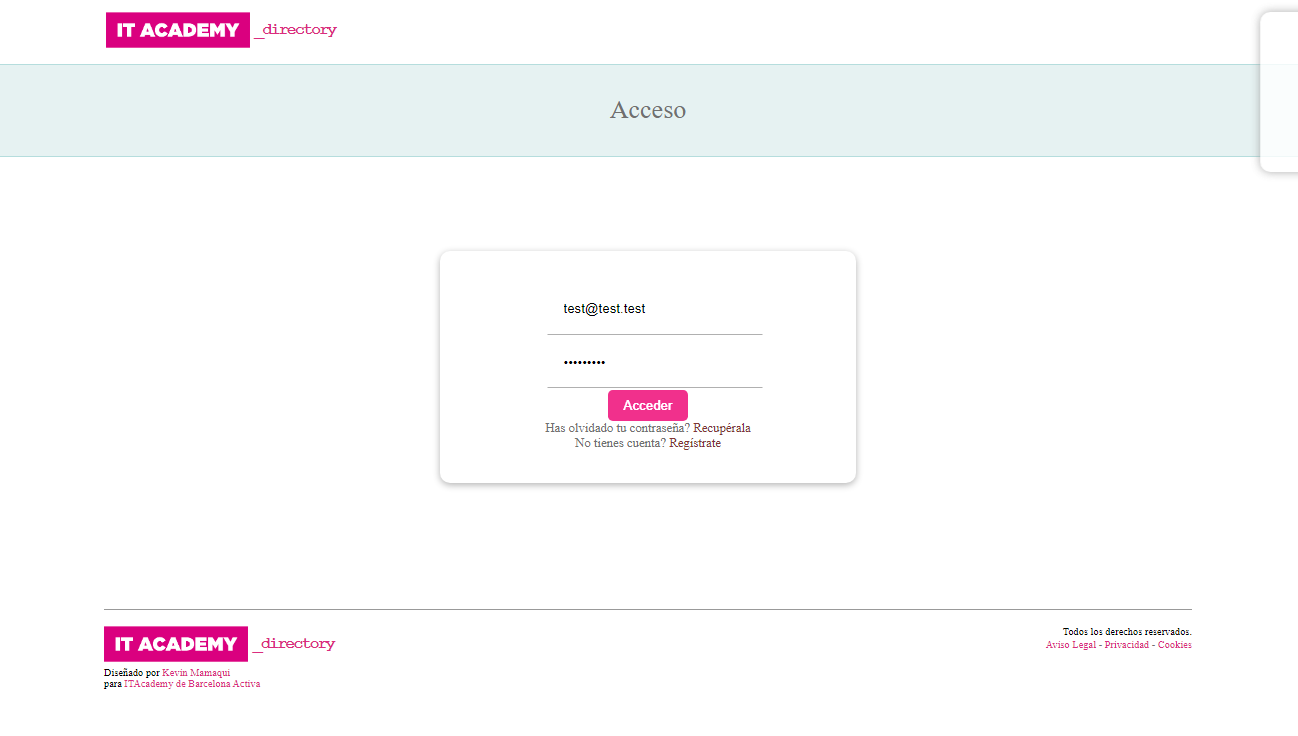 IT ACADEMY _directory
Acceso
test@test.test
•••••••••
Acceder
Has olvidado tu contraseña? Recupérala
No tienes cuenta? Regístrate
IT ACADEMY _directory
Diseñado por Kevin Mamaqui
para ITAcademy de Barcelona Activa
Todos los derechos reservados.
Aviso Legal - Privacidad - Cookies